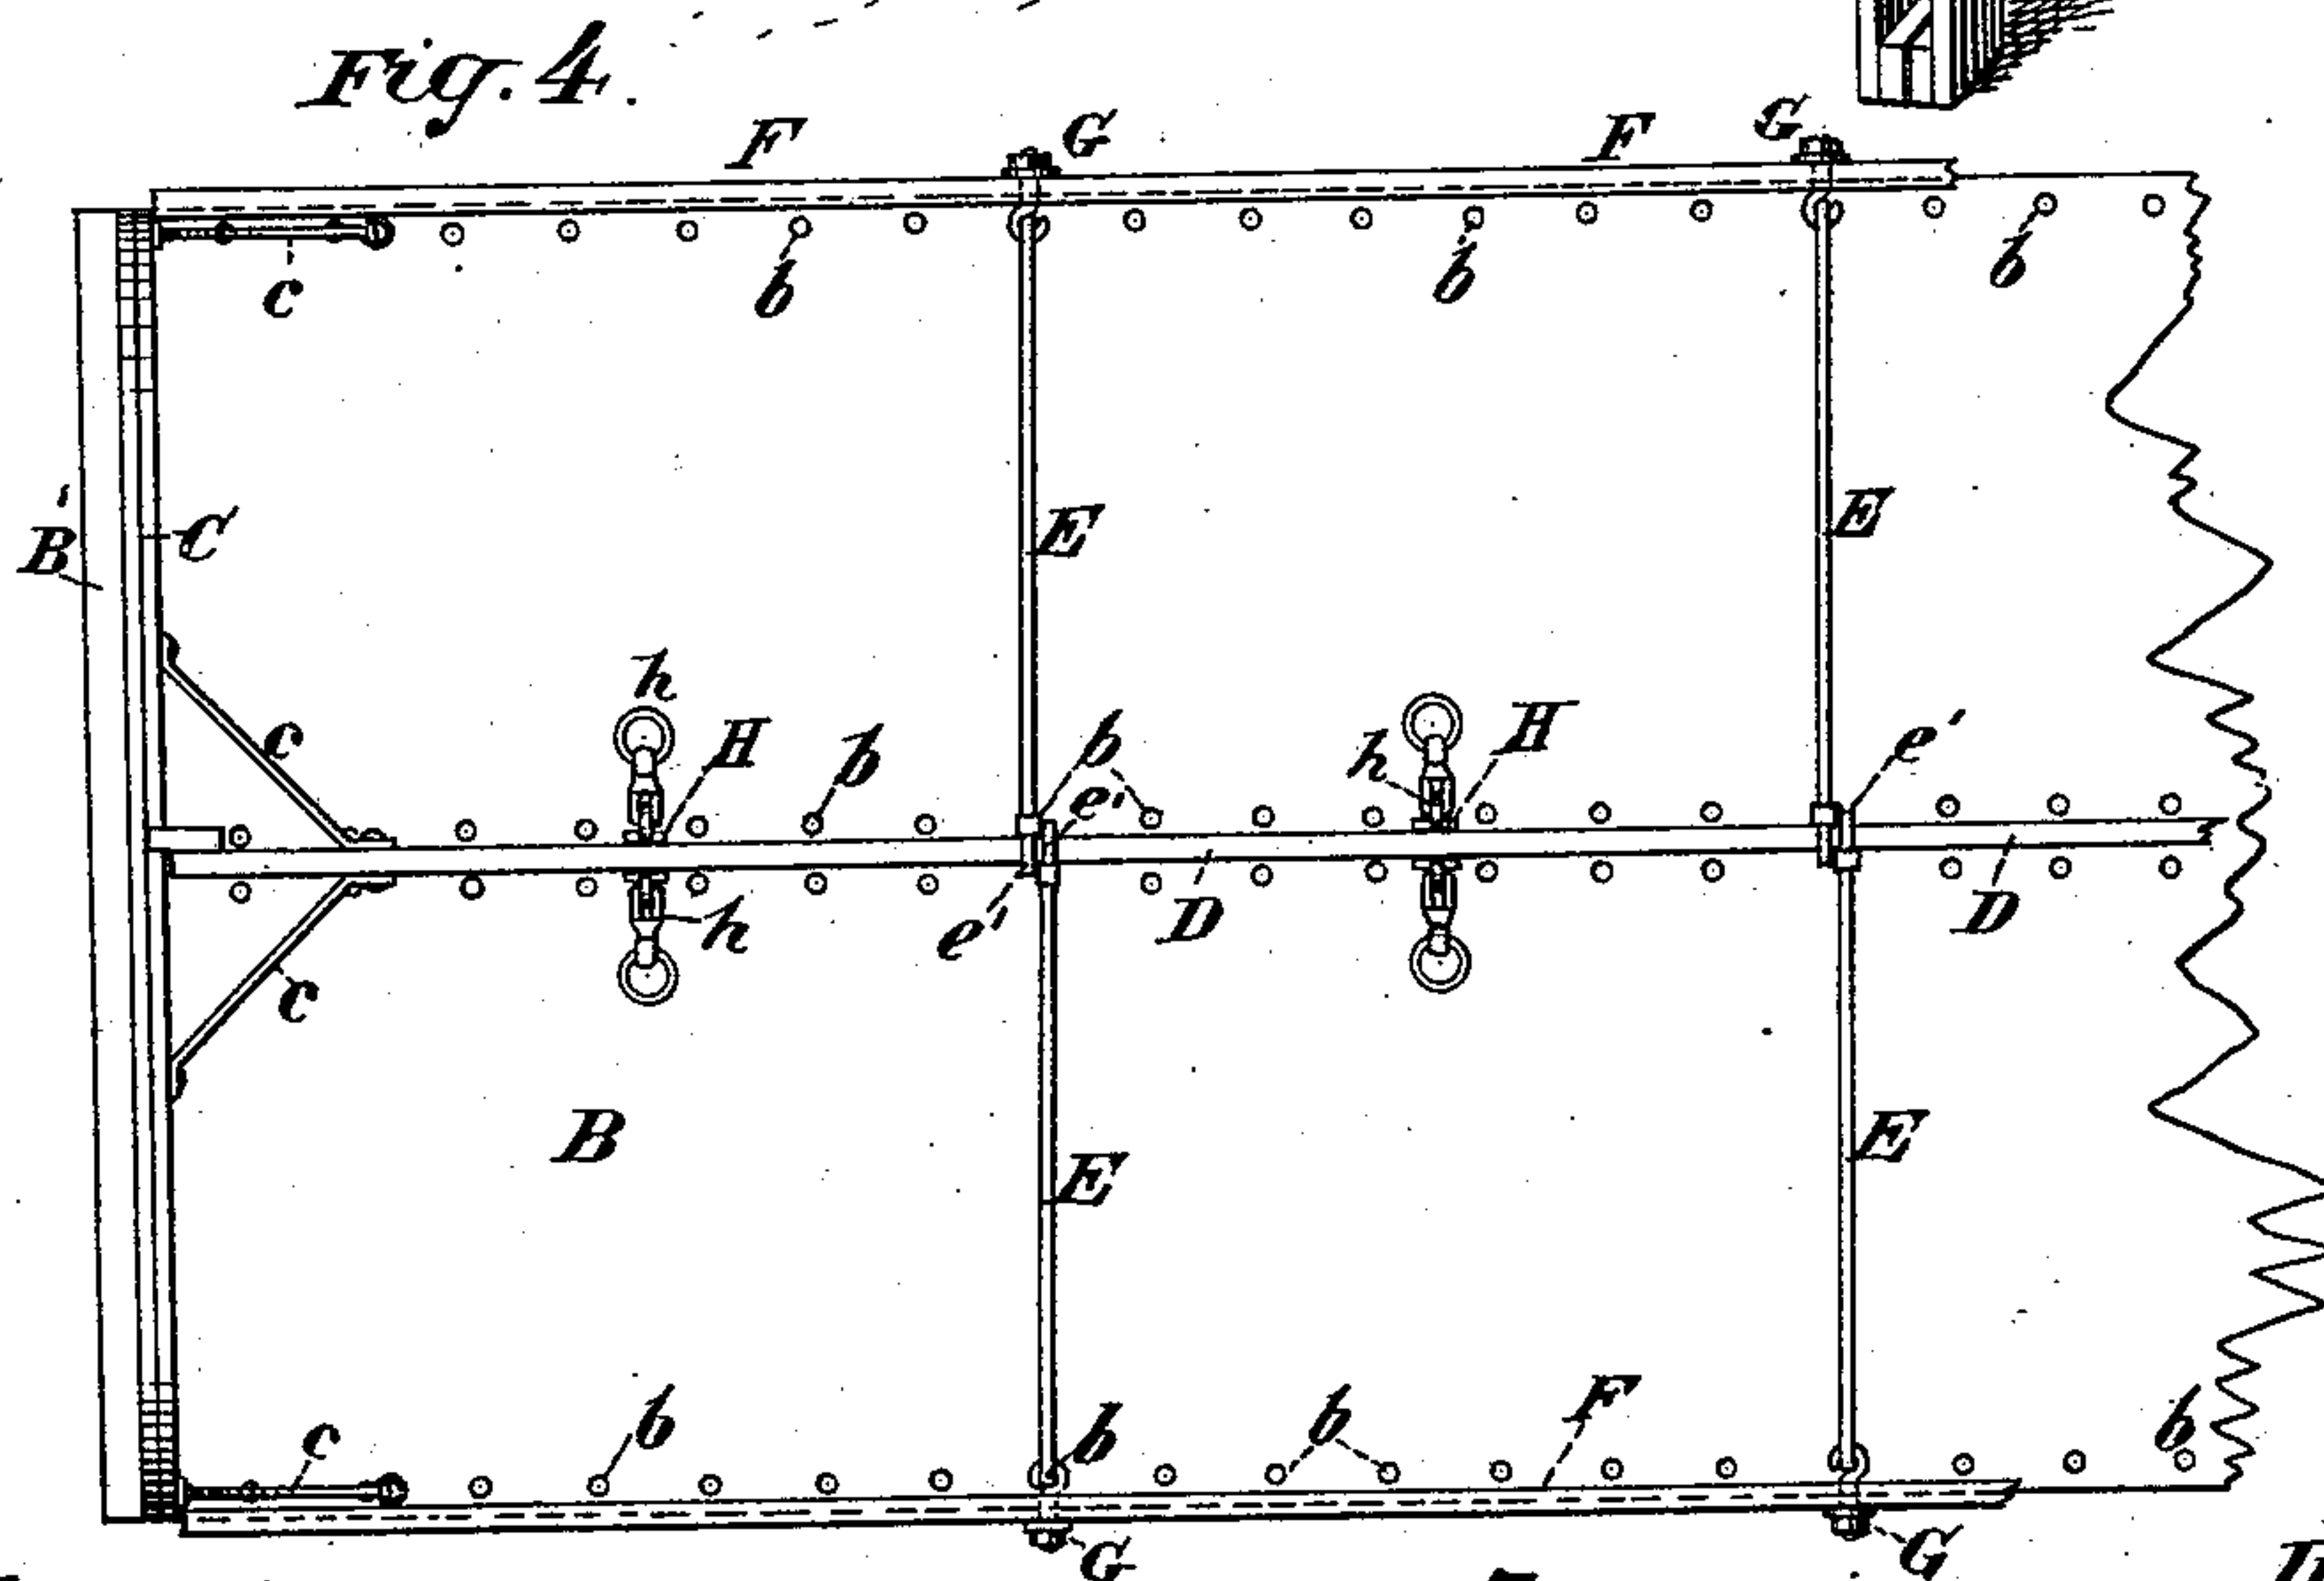 Fig. 4.
F G F G
c b b b
B' C E E
h H b b e' h H e'
c
e' h D D
c
B E E
c b b b F b
G G